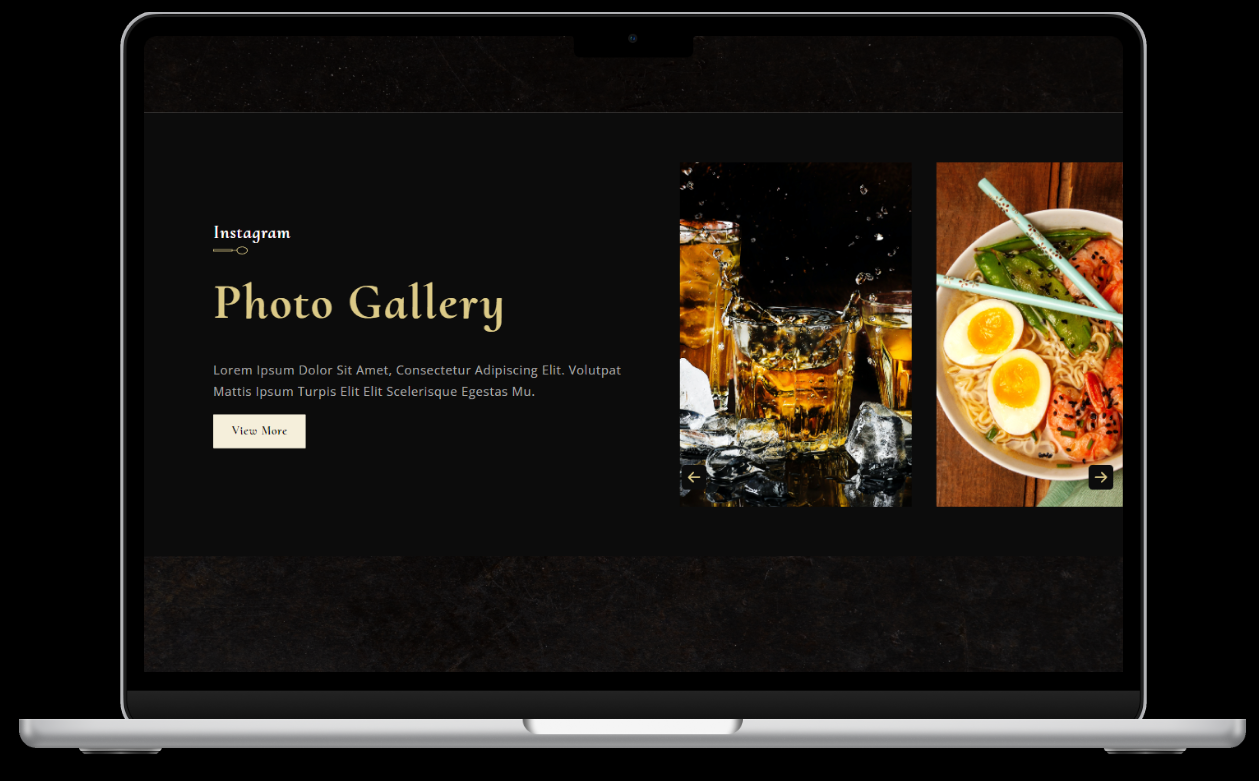 Instagram
Photo Gallery
Lorem Ipsum Dolor Sit Amet, Consectetur Adipiscing Elit. Volutpat
Mattis Ipsum Turpis Elit Elit Scelerisque Egestas Mu.
View More